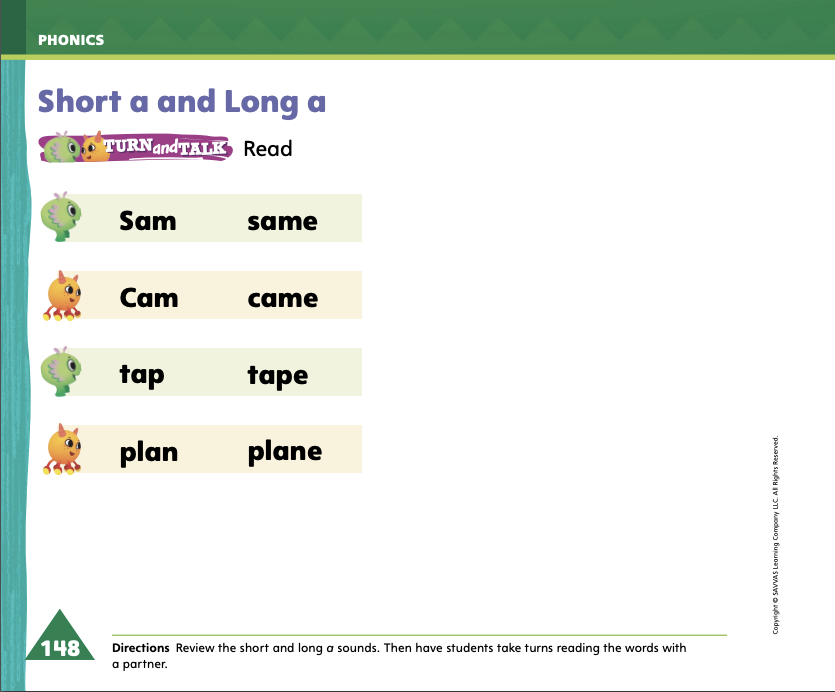 PHONICS
Short a and Long a
TURN and TALK Read
Sam same
Cam came
tap tape
plan plane
Copyright © SAVVAS Learning Company LLC. All Rights Reserved.
148
Directions Review the short and long a sounds. Then have students take turns reading the words with
a partner.